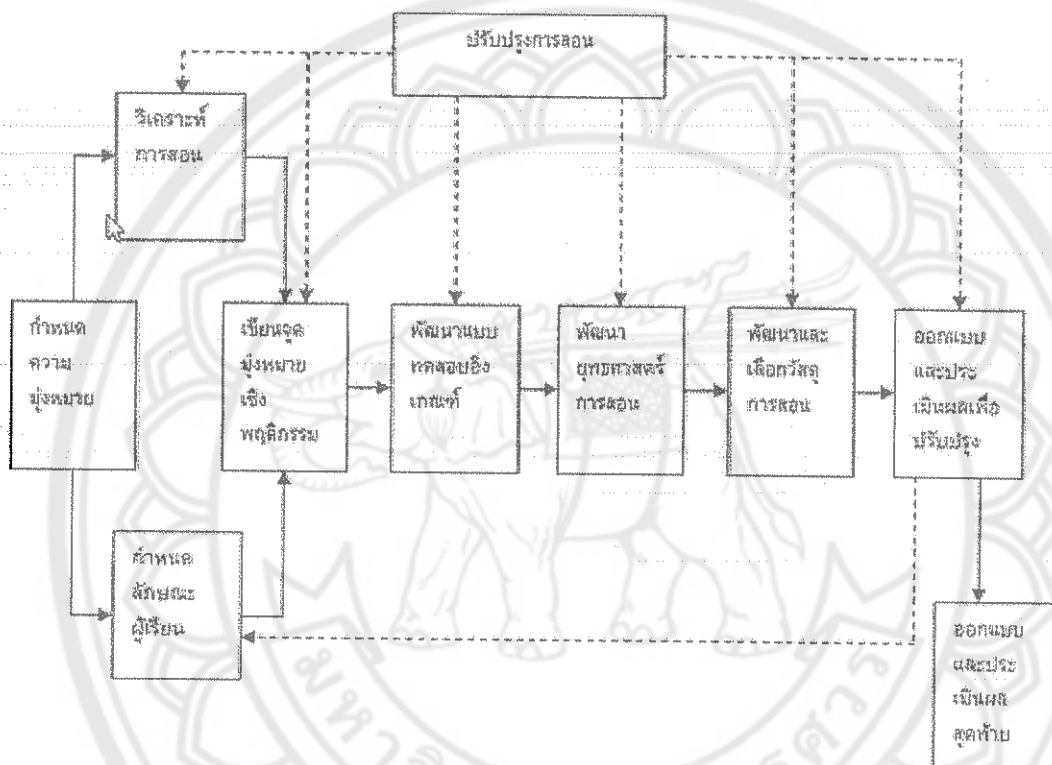 ปรับปรุงการสอน
วิเคราะห์
การสอน
กำหนด
ความ
มุ่งหมาย
เขียนจุด
มุ่งหมาย
เชิง
พฤติกรรม
พัฒนาแบบ
ทดสอบอิง
เกณฑ์
พัฒนา
ยุทธศาสตร์
การสอน
พัฒนาและ
เลือกวัสดุ
การสอน
ออกแบบ
และประ
เมินผลเพื่อ
ปรับปรุง
กำหนด
ลักษณะ
ผู้เรียน
ออกแบบ
และประ
เมินผล
สุดท้าย